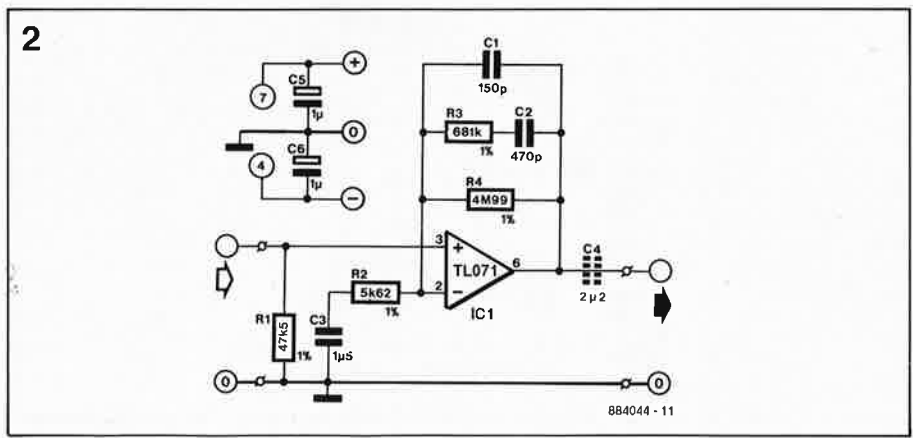 2
C1
150p
+
C5
7
1µ
R3
C2
681k
1%
470p
0
C6
4
1µ
R4
4M99
1%
−
3
+
TL071
6
C4
R2
5k62
1%
2
−
IC1
2µ2
R1
47k5
1%
C3
1µ5
0
0
884044 - 11